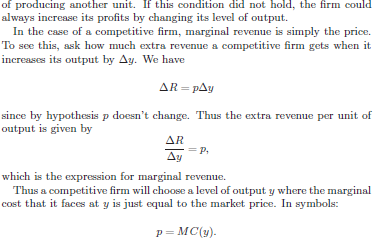 of producing another unit. If this condition did not hold, the firm could
always increase its profits by changing its level of output.
In the case of a competitive firm, marginal revenue is simply the price.
To see this, ask how much extra revenue a competitive firm gets when it
increases its output by Δy. We have
ΔR = pΔy
since by hypothesis p doesn't change. Thus the extra revenue per unit of
output is given by
ΔR
Δy = p,
which is the expression for marginal revenue.
Thus a competitive firm will choose a level of output y where the marginal
cost that it faces at y is just equal to the market price. In symbols:
p = MC(y).